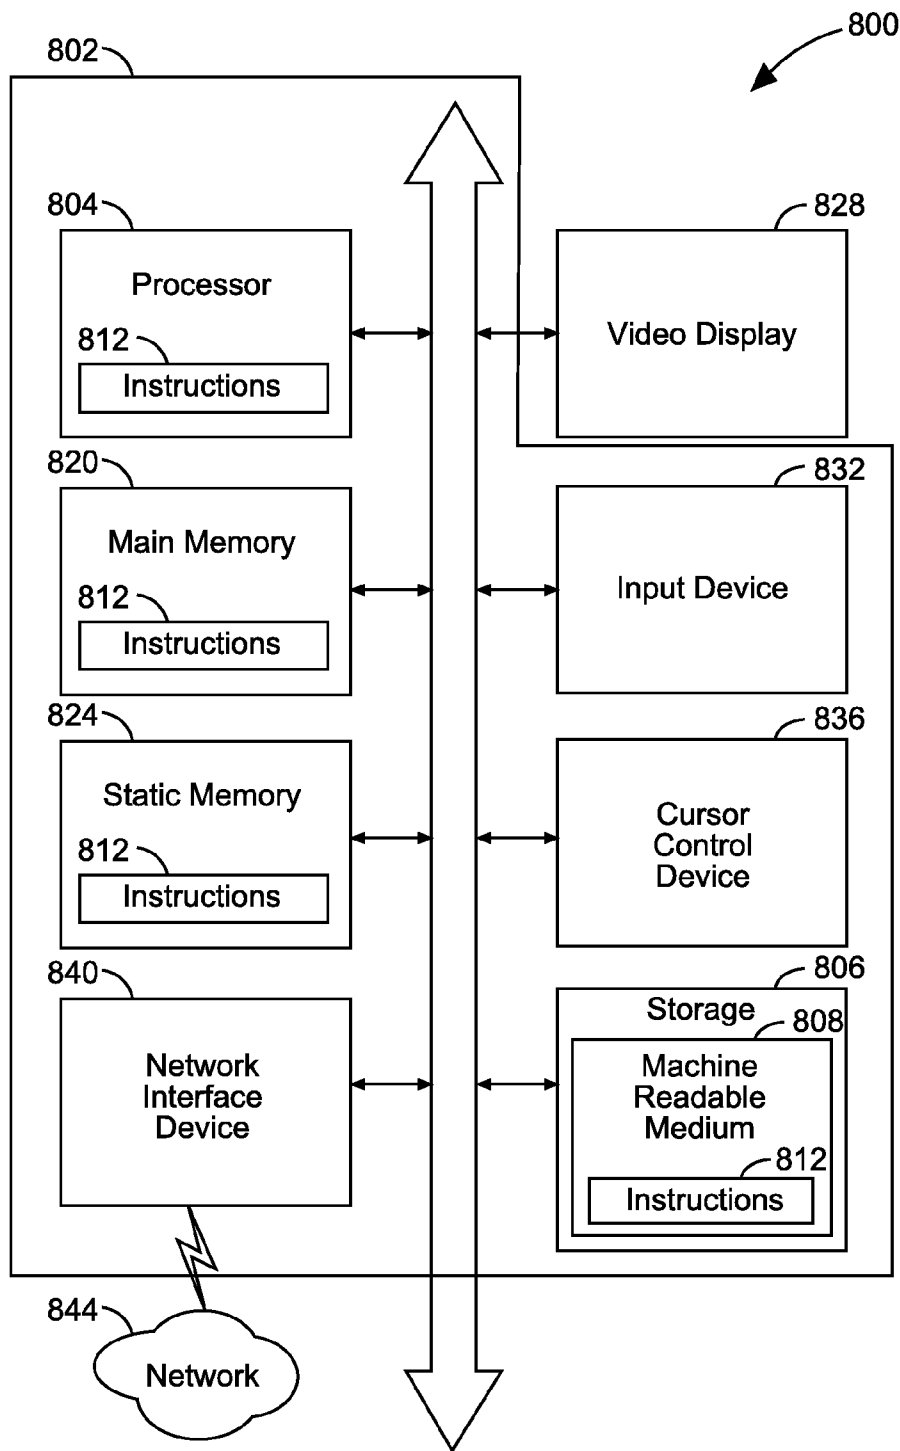 800
802
804
Processor
812
Instructions
828
Video Display
820
Main Memory
812
Instructions
832
Input Device
824
Static Memory
812
Instructions
836
Cursor
Control
Device
840
Network
Interface
Device
806
Storage
808
Machine
Readable
Medium
812
Instructions
844
Network